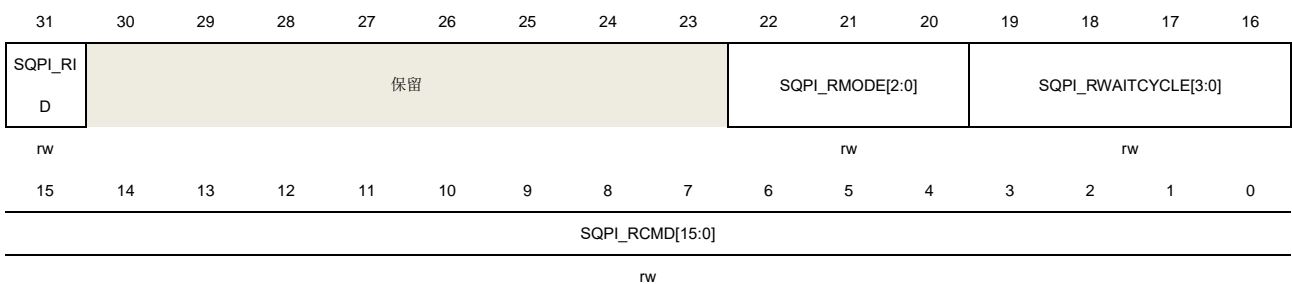 31 30 29 28 27 26 25 24 23 22 21 20 19 18 17 16
SQPI_RI
D
保留
SQPI_RMODE[2:0]
SQPI_RWAITCYCLE[3:0]
rw rw rw
15 14 13 12 11 10 9 8 7 6 5 4 3 2 1 0
SQPI_RCMD[15:0]
rw